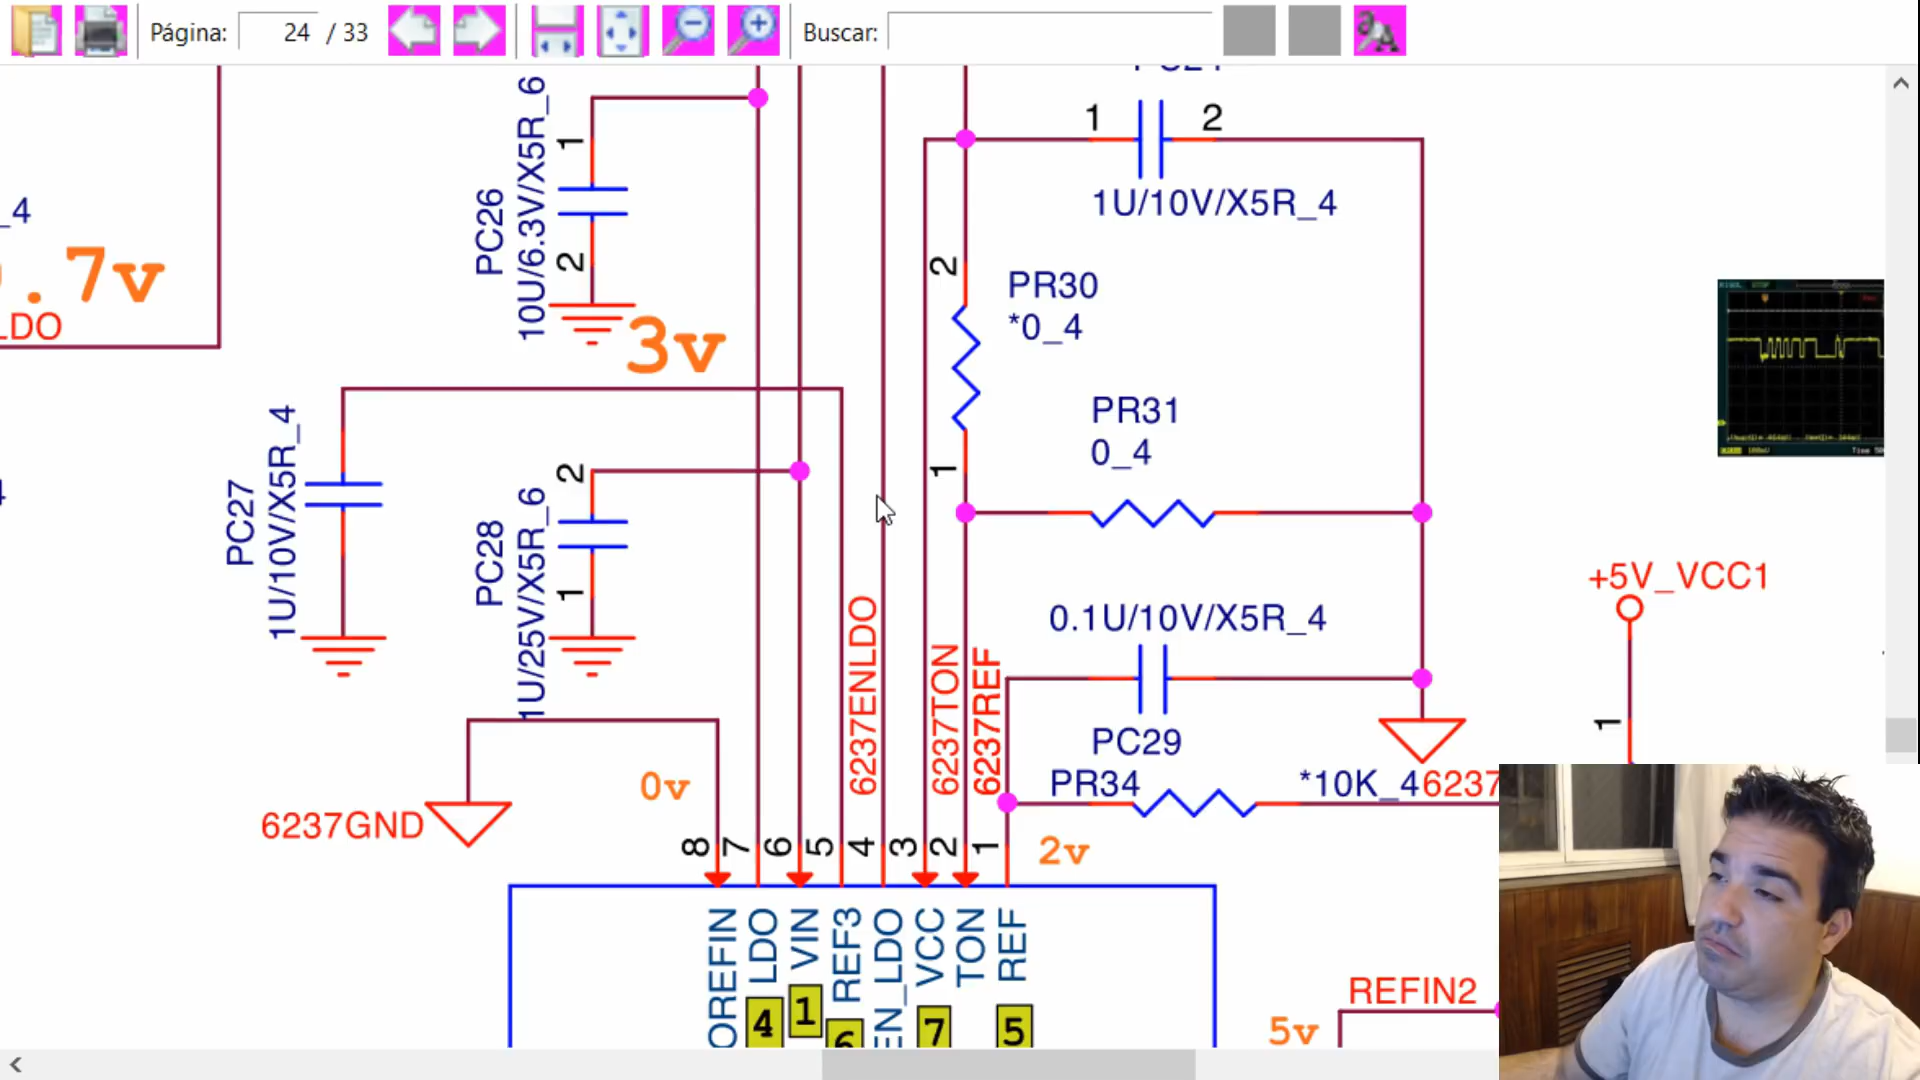 Página: 24 / 33 Buscar:
1 2
1U/10V/X5R_4
PC26
10U/6.3V/X5R_6
1
2
_4
.7v
LDO
3v
2
PR30
*0_4
1
PR31
0_4
PC27
1U/10V/X5R_4
PC28
1U/25V/X5R_6
2
1
+5V_VCC1
1
0.1U/10V/X5R_4
PC29
PR34
*10K_4
6237
6237ENLDO
6237TON
6237REF
0v
6237GND
2v
8 7 6 5 4 3 2 1
OREFIN
LDO
VIN
REF3
EN_LDO
VCC
TON
REF
4 1 6 7 5
REFIN2
5v